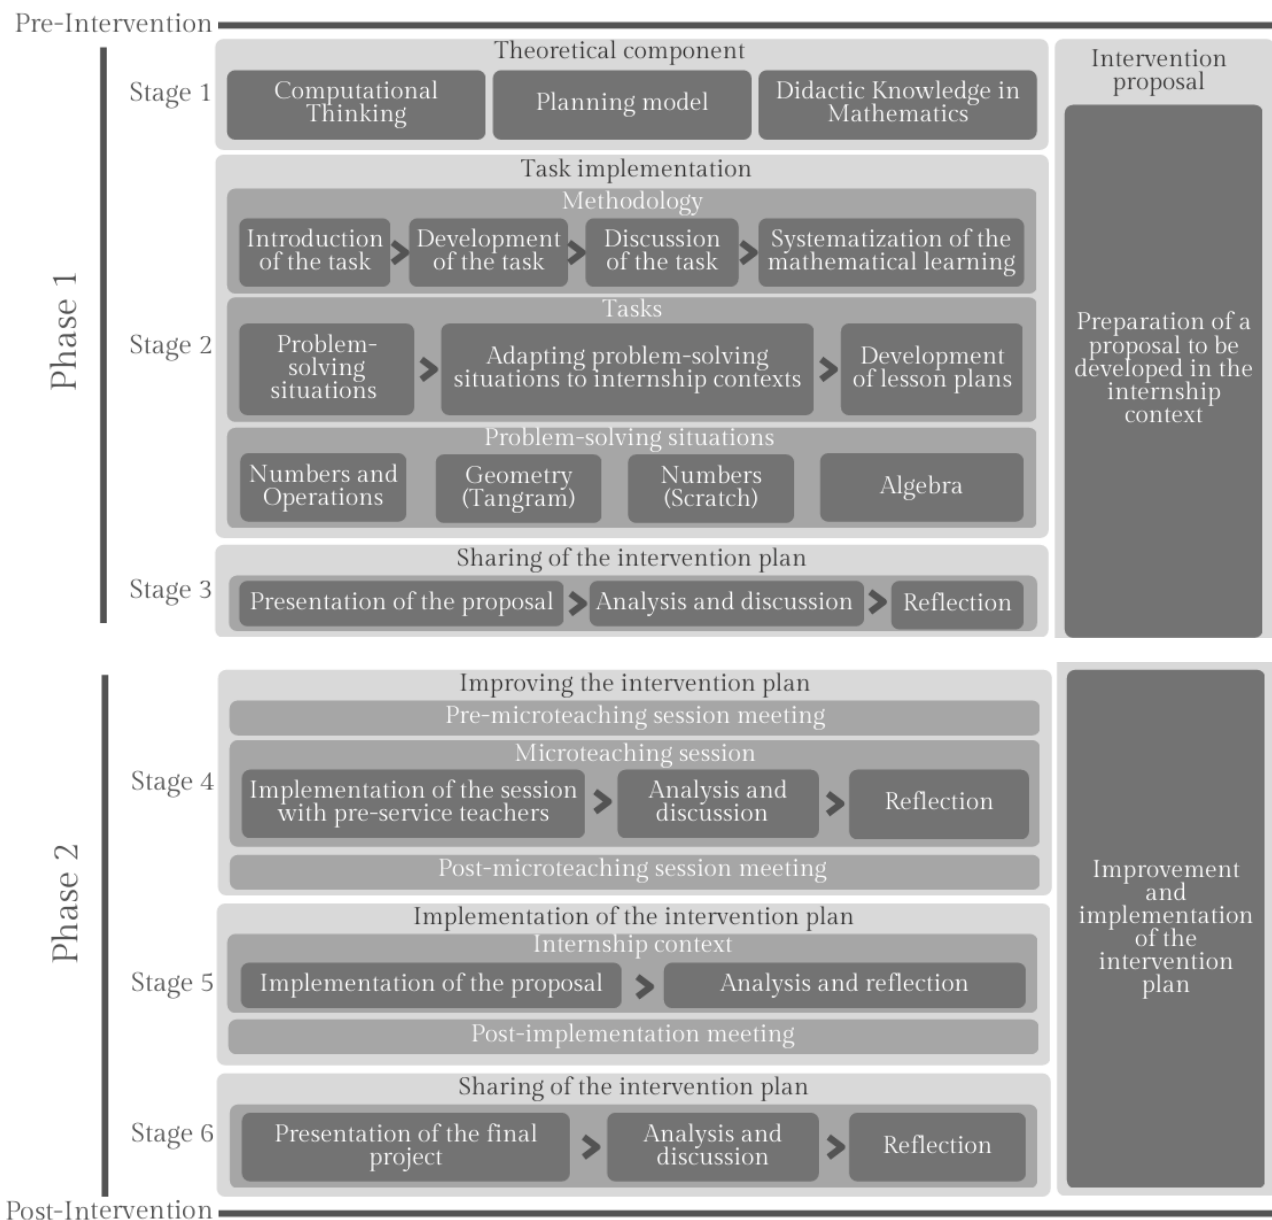 Pre-Intervention
Phase 1
Stage 1
Theoretical component
Computational
Thinking
Planning model
Didactic Knowledge in
Mathematics
Intervention
proposal
Preparation of a
proposal to be
developed in the
internship
context
Stage 2
Task implementation
Methodology
Introduction
of the task
Development
of the task
Discussion
of the task
Systematization of the
mathematical learning
Tasks
Problem-
solving
situations
Adapting problem-solving
situations to internship contexts
Development
of lesson plans
Problem-solving situations
Numbers and
Operations
Geometry
(Tangram)
Numbers
(Scratch)
Algebra
Stage 3
Sharing of the intervention plan
Presentation of the proposal
Analysis and discussion
Reflection
Phase 2
Stage 4
Improving the intervention plan
Pre-microteaching session meeting
Microteaching session
Implementation of the session
with pre-service teachers
Analysis and
discussion
Reflection
Post-microteaching session meeting
Improvement
and
implementation
of the
intervention
plan
Stage 5
Implementation of the intervention plan
Internship context
Implementation of the proposal
Analysis and reflection
Post-implementation meeting
Stage 6
Sharing of the intervention plan
Presentation of the final
project
Analysis and
discussion
Reflection
Post-Intervention